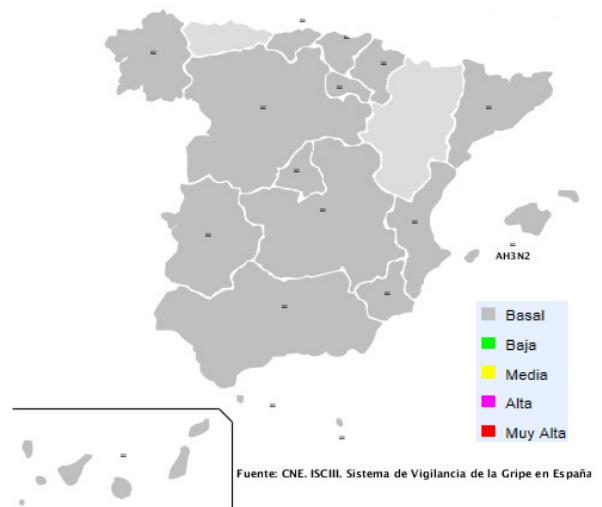 =
=
=
=
=
=
=
=
=
=
=
=
=
=
AH3N2
=
=
=
=
=
Basal
Baja
Media
Alta
Muy Alta
Fuente: CNE. ISCIII. Sistema de Vigilancia de la Gripe en España